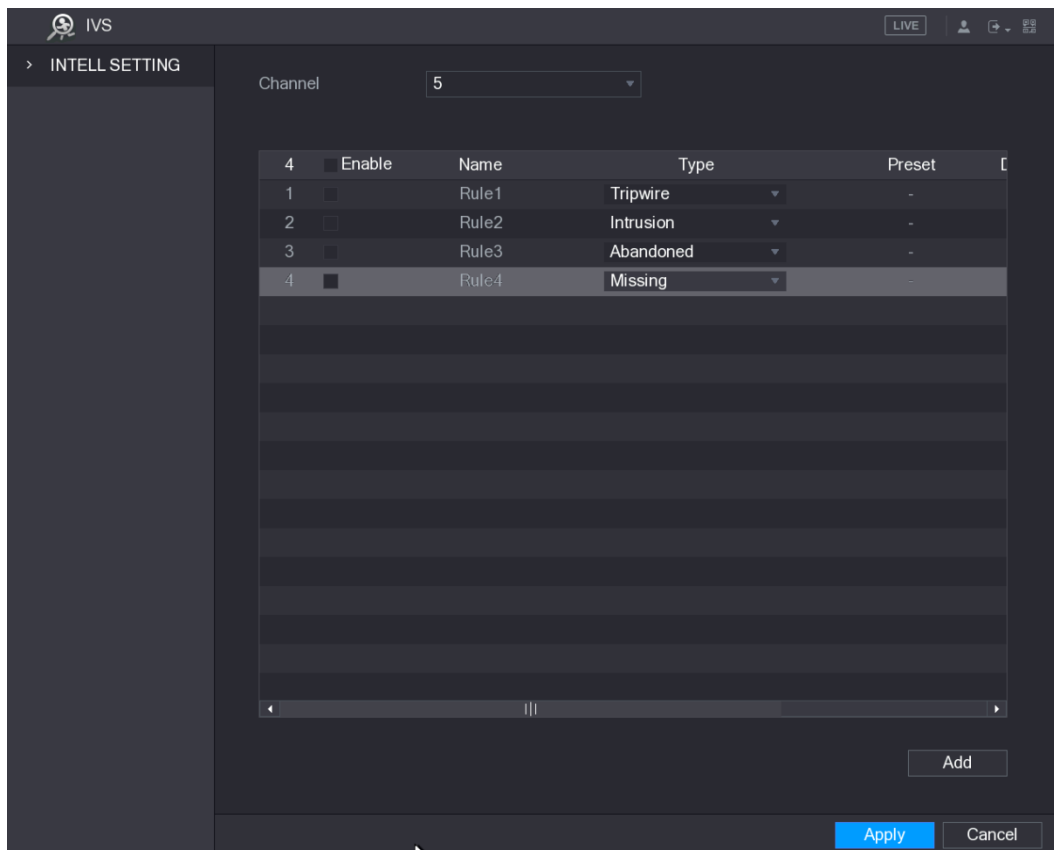 IVS LIVE
INTELL SETTING
Channel 5
4 Enable Name Type Preset
1 Rule1 Tripwire -
2 Rule2 Intrusion -
3 Rule3 Abandoned -
4 Rule4 Missing -
Add
Apply Cancel